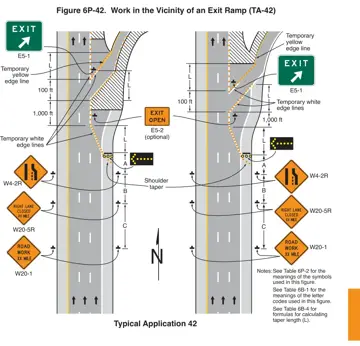 Figure 6P-42. Work in the Vicinity of an Exit Ramp (TA-42)
EXIT
E5-1
Temporary
yellow
edge line
L
100 ft
1,000 ft
Temporary white
edge lines
W4-2R
RIGHT LANE
CLOSED
XX MILE
W20-5R
ROAD
WORK
XX MILE
W20-1
L
EXIT
OPEN
E5-2
(optional)
L
A
B
C
Shoulder
taper
N
Temporary
yellow
edge line
EXIT
E5-1
L
100 ft
Temporary white
edge lines
1,000 ft
L
A
B
C
W4-2R
RIGHT LANE
CLOSED
XX MILE
W20-5R
ROAD
WORK
XX MILE
W20-1
Notes: See Table 6P-2 for the
meanings of the symbols
used in this figure.
See Table 6B-1 for the
meanings of the letter
codes used in this figure.
See Table 6B-4 for
formulas for calculating
taper length (L).
Typical Application 42